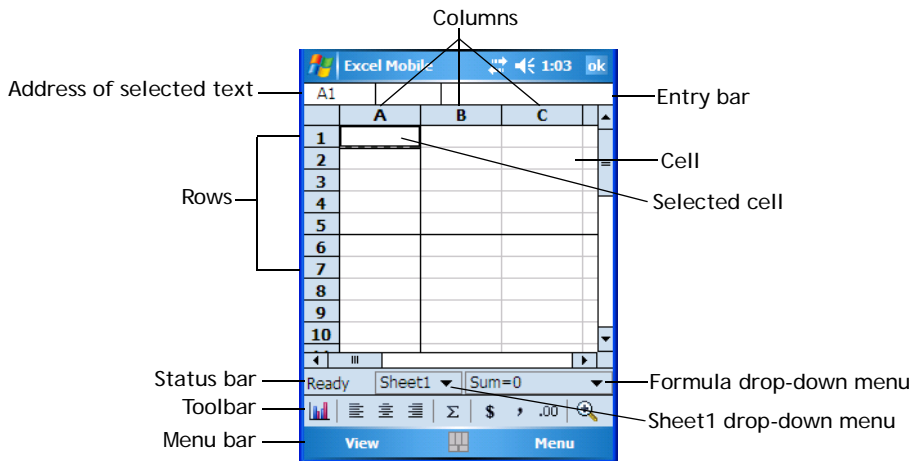 Columns
Excel Mobile 1:03 ok
Address of selected text
A1
Entry bar
A B C
1
2
Cell
3
Rows
4
Selected cell
5
6
7
8
9
10
Status bar
Ready Sheet1 Sum=0
Formula drop-down menu
Toolbar
Σ $ , .00
Sheet1 drop-down menu
Menu bar
View Menu